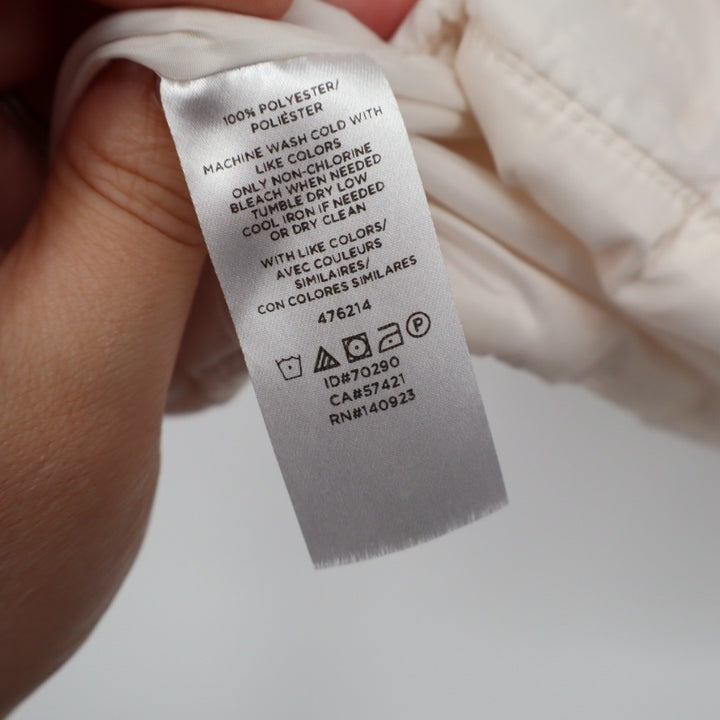 100% POLYESTER/
POLIÈSTER
MACHINE WASH COLD WITH
LIKE COLORS
ONLY NON-CHLORINE
BLEACH WHEN NEEDED
TUMBLE DRY LOW
COOL IRON IF NEEDED
OR DRY CLEAN
WITH LIKE COLORS/
AVEC COULEURS
SIMILAIRES/
CON COLORES SIMILARES
476214
P
ID#70290
CA#57421
RN#140923